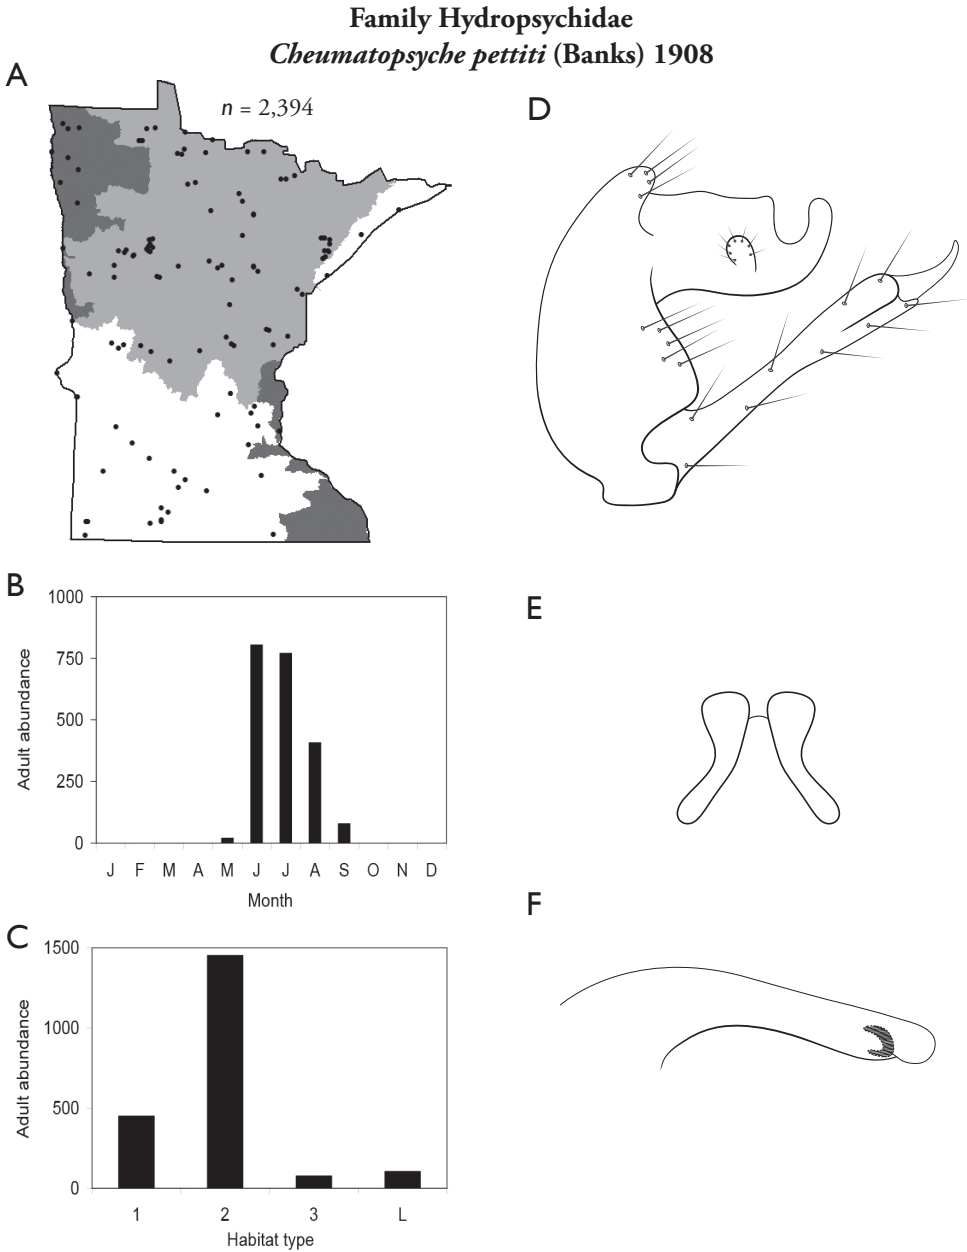 Family Hydropsychidae
Cheumatopsyche pettiti (Banks) 1908
A
n = 2,394
B
Adult abundance
1000
750
500
250
0
J F M A M J J A S O N D
Month
C
Adult abundance
1500
1000
500
0
1 2 3 L
Habitat type
D
E
F